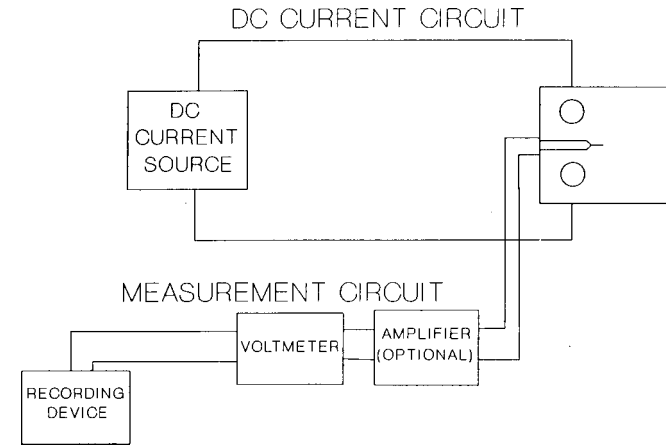 DC CURRENT CIRCUIT
DC
CURRENT
SOURCE
MEASUREMENT CIRCUIT
VOLTMETER
AMPLIFIER
(OPTIONAL)
RECORDING
DEVICE